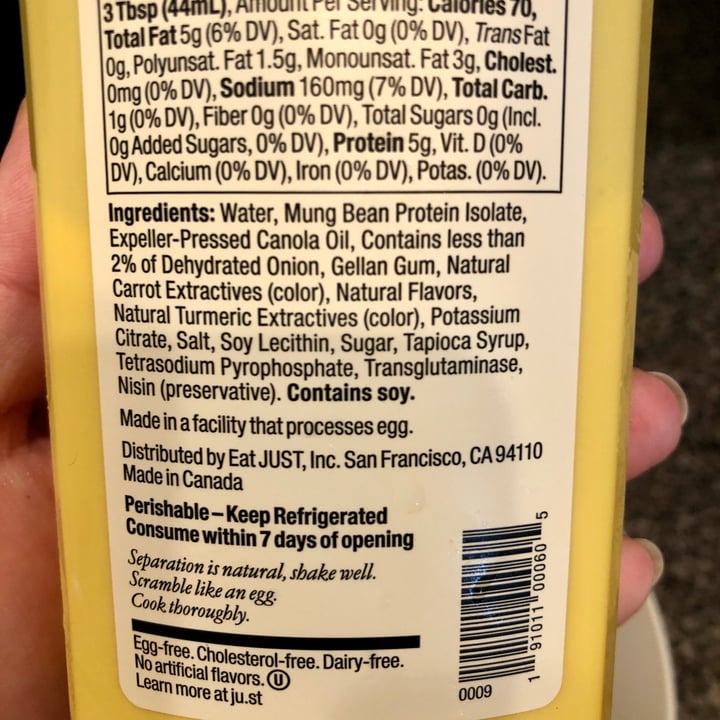 3 Tbsp (44mL), Amount Per Serving: Calories 70,
Total Fat 5g (6% DV), Sat. Fat 0g (0% DV), Trans Fat
0g, Polyunsat. Fat 1.5g, Monounsat. Fat 3g, Cholest.
0mg (0% DV), Sodium 160mg (7% DV), Total Carb.
1g (0% DV), Fiber 0g (0% DV), Total Sugars 0g (Incl.
0g Added Sugars, 0% DV), Protein 5g, Vit. D (0%
DV), Calcium (0% DV), Iron (0% DV), Potas. (0% DV).
Ingredients: Water, Mung Bean Protein Isolate,
Expeller-Pressed Canola Oil, Contains less than
2% of Dehydrated Onion, Gellan Gum, Natural
Carrot Extractives (color), Natural Flavors,
Natural Turmeric Extractives (color), Potassium
Citrate, Salt, Soy Lecithin, Sugar, Tapioca Syrup,
Tetrasodium Pyrophosphate, Transglutaminase,
Nisin (preservative). Contains soy.
Made in a facility that processes egg.
Distributed by Eat JUST, Inc. San Francisco, CA 94110
Made in Canada
Perishable – Keep Refrigerated
Consume within 7 days of opening
Separation is natural, shake well.
Scramble like an egg.
Cook thoroughly.
Egg-free. Cholesterol-free. Dairy-free.
No artificial flavors. U
Learn more at ju.st
1 91011 00060 5
0009